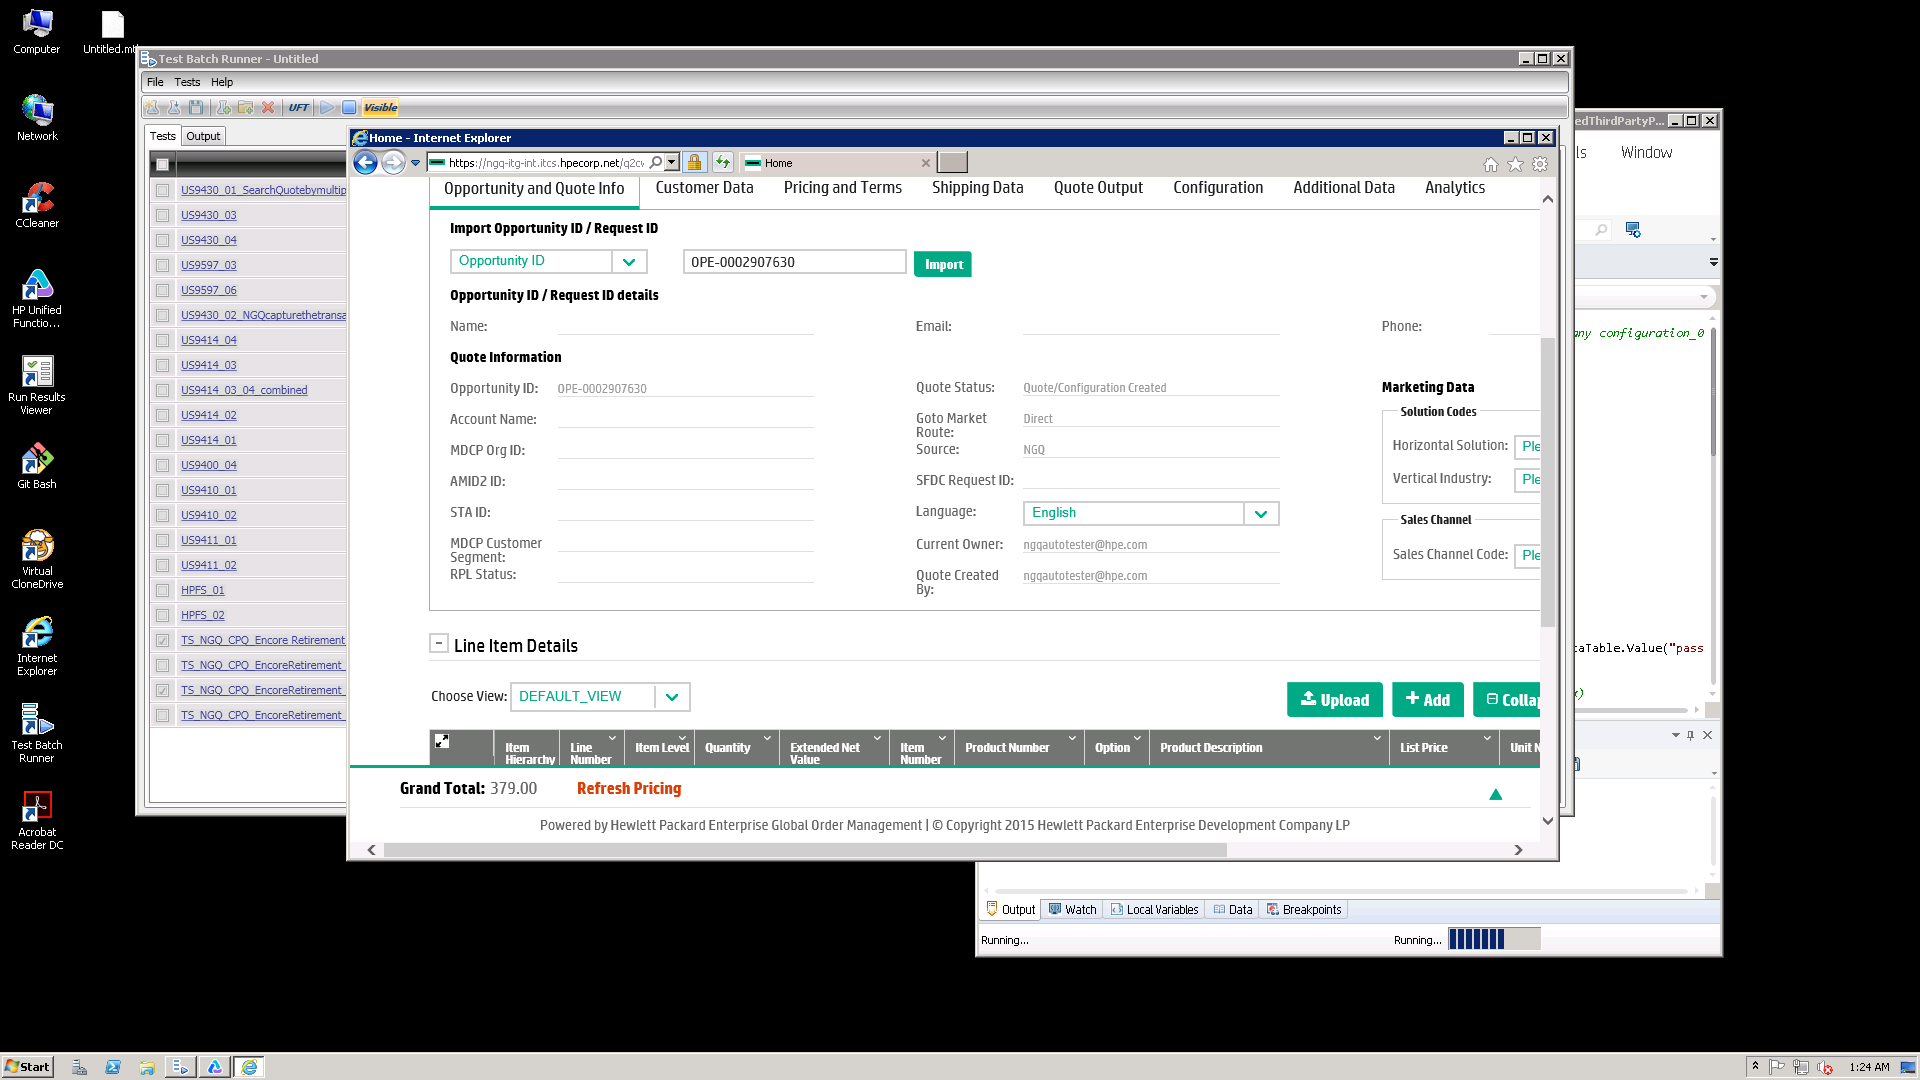 Computer
Untitled.mt
Network
CCleaner
HP Unified
Functio...
Run Results
Viewer
Git Bash
Virtual
CloneDrive
Internet
Explorer
Test Batch
Runner
Acrobat
Reader DC
Test Batch Runner - Untitled
File Tests Help
UFT Visible
Tests Output
US9430_01_SearchQuotebymultip
US9430_03
US9430_04
US9597_03
US9597_06
US9430_02_NGQcapturethetransa
US9414_04
US9414_03
US9414_03_04_combined
US9414_02
US9414_01
US9400_04
US9410_01
US9410_02
US9411_01
US9411_02
HPFS_01
HPFS_02
TS_NGQ_CPQ_Encore Retirement
TS_NGQ_CPQ_EncoreRetirement_
TS_NGQ_CPQ_EncoreRetirement_
TS_NGQ_CPQ_EncoreRetirement_
Home - Internet Explorer
https://ngq-itg-int.itcs.hpecorp.net/q2cw
Home
Opportunity and Quote Info Customer Data Pricing and Terms Shipping Data Quote Output Configuration Additional Data Analytics
Import Opportunity ID / Request ID
Opportunity ID OPE-0002907630 Import
Opportunity ID / Request ID details
Name: Email: Phone:
Quote Information
Opportunity ID: OPE-0002907630 Quote Status: Quote/Configuration Created Marketing Data
Solution Codes
Account Name: Goto Market
Route: Direct
MDCP Org ID: Source: NGQ Horizontal Solution: Ple
AMID2 ID: SFDC Request ID: Vertical Industry: Ple
STA ID: Language: English Sales Channel
MDCP Customer
Segment: Current Owner: ngqautotester@hpe.com Sales Channel Code: Ple
RPL Status: Quote Created
By: ngqautotester@hpe.com
Line Item Details
Choose View: DEFAULT_VIEW Upload Add Collap
Item
Hierarchy Line
Number Item Level Quantity Extended Net
Value Item
Number Product Number Option Product Description List Price Unit N
Grand Total: 379.00 Refresh Pricing
Powered by Hewlett Packard Enterprise Global Order Management | © Copyright 2015 Hewlett Packard Enterprise Development Company LP
edThirdPartyP...
ls Window
any configuration_0
taTable.Value("pass
Output Watch Local Variables Data Breakpoints
Running... Running...
Start 1:24 AM